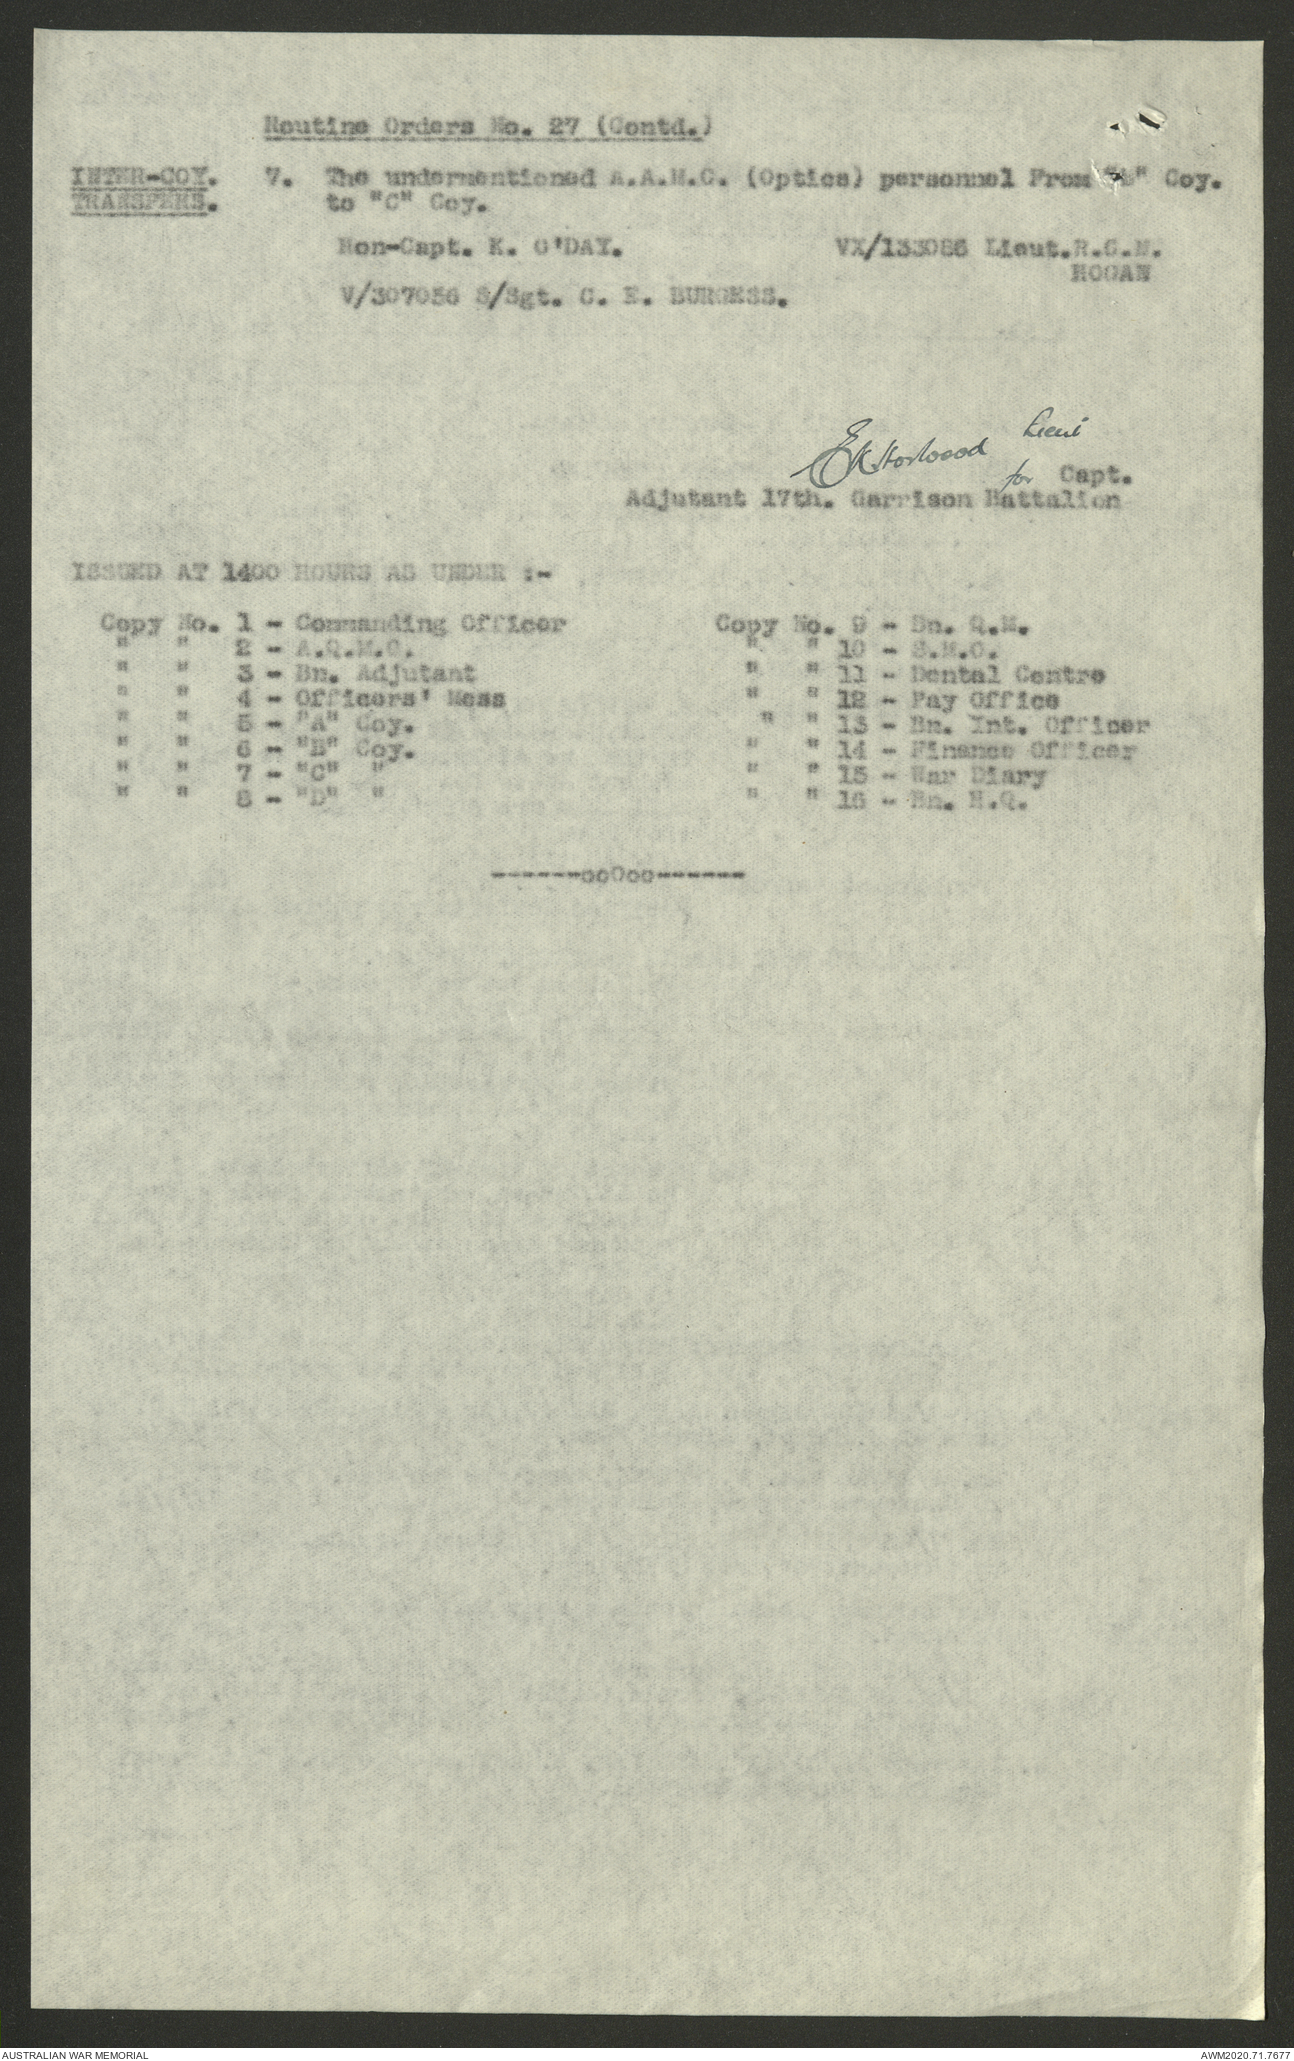 Routine Orders No. 27 (Contd.)
INTER-COY. 7. The undermentioned A.A.M.C. (Optics) personnel From " " Coy.
TRANSFERS. to "C" Coy.
Hon-Capt. K. O'DAY. VX/133086 Lieut.R.G.M.
HOGAN
V/307056 S/Sgt. C. E. BURGESS.
Lieut
for Capt.
Adjutant 17th. Garrison Battalion
ISSUED AT 1400 HOURS AS UNDER :-
Copy No. 1 - Commanding Officer Copy No. 9 - Bn. Q.M.
" " 2 - A.Q.M.G. " " 10 - S.M.O.
" " 3 - Bn. Adjutant " " 11 - Dental Centre
" " 4 - Officers' Mess " " 12 - Pay Office
" " 5 - "A" Coy. " " 13 - Bn. Int. Officer
" " 6 - "B" Coy. " " 14 - Finance Officer
" " 7 - "C" " " " 15 - War Diary
" " 8 - "D" " " " 16 - Bn. H.Q.
------ooOoo------
AUSTRALIAN WAR MEMORIAL AWM2020.71.7677